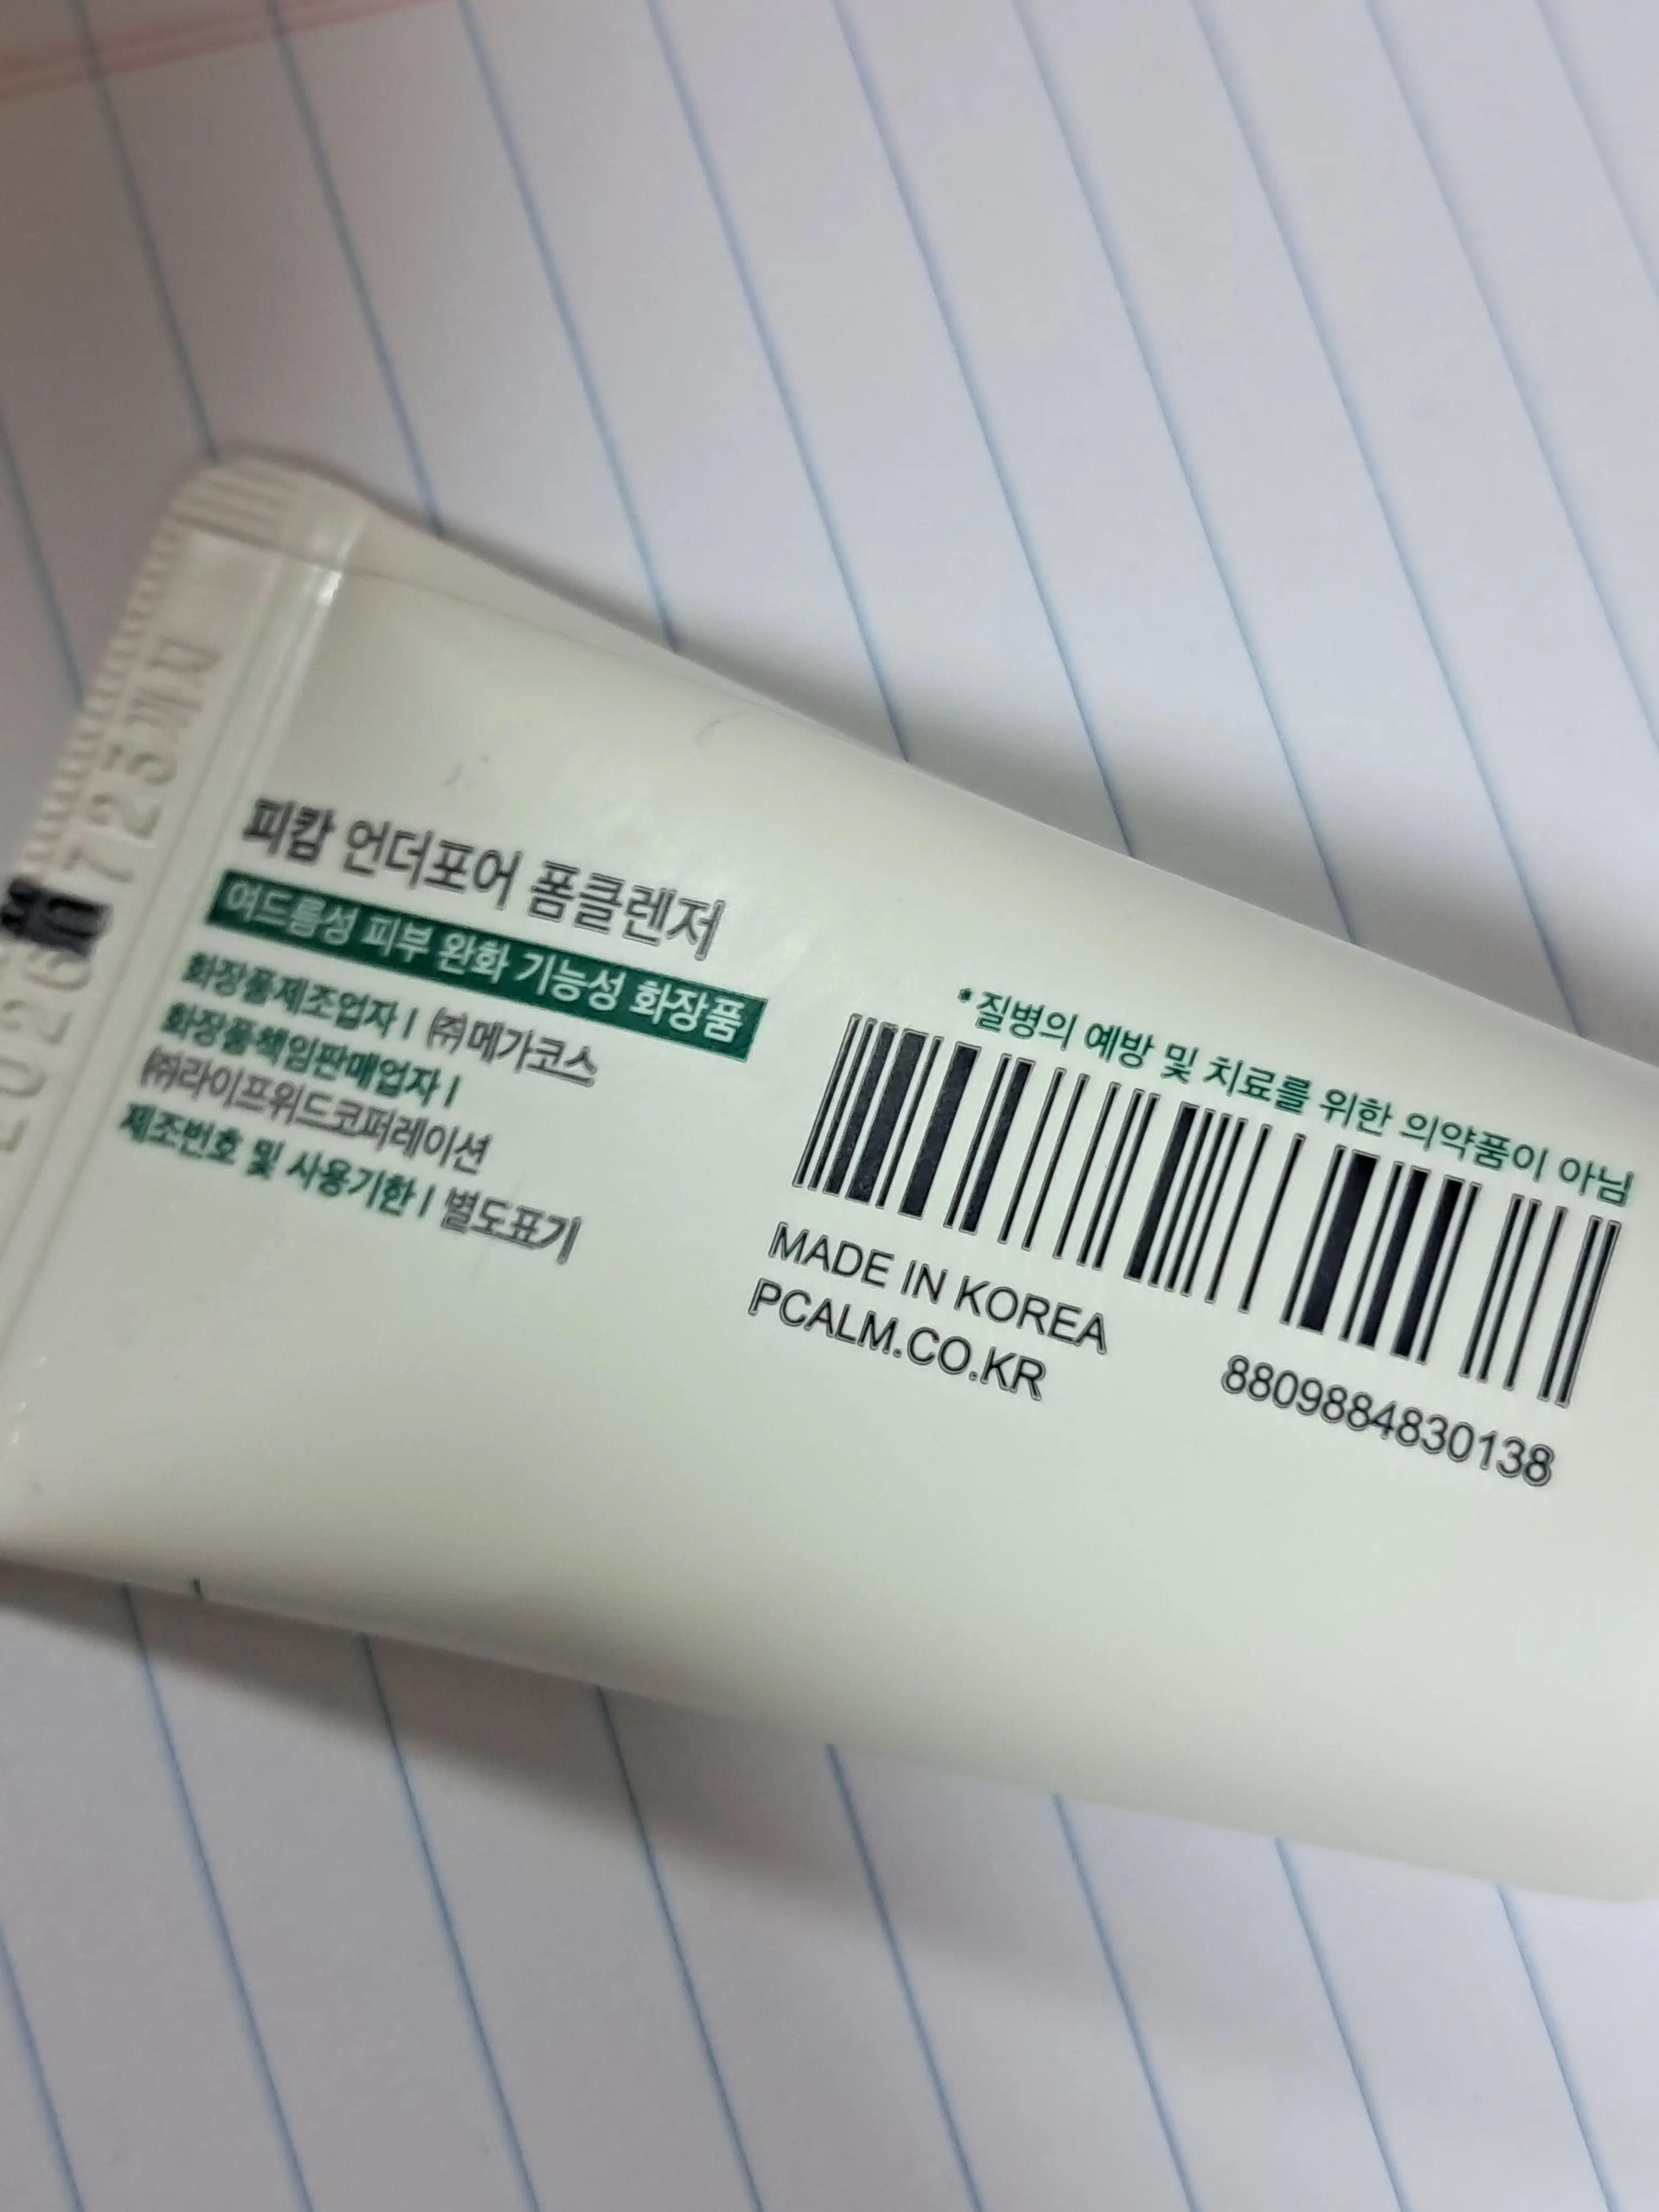 피캄 언더포어 폼클렌저
여드름성 피부 완화 기능성 화장품
화장품제조업자 | ㈜메가코스
화장품책임판매업자 |
㈜라이프위드코퍼레이션
제조번호 및 사용기한 | 별도표기
*질병의 예방 및 치료를 위한 의약품이 아님
MADE IN KOREA
PCALM.CO.KR
8809884830138